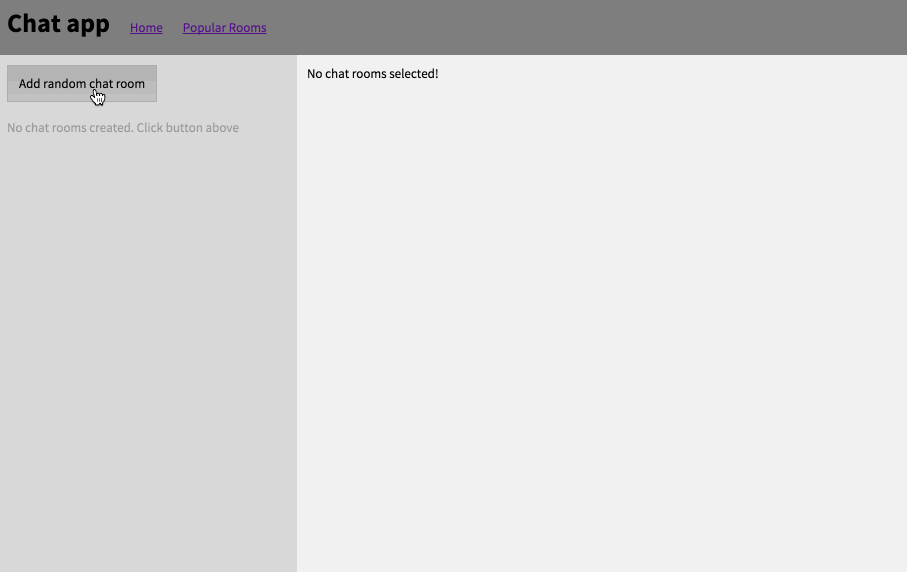 Chat app Home Popular Rooms
Add random chat room
No chat rooms created. Click button above
No chat rooms selected!